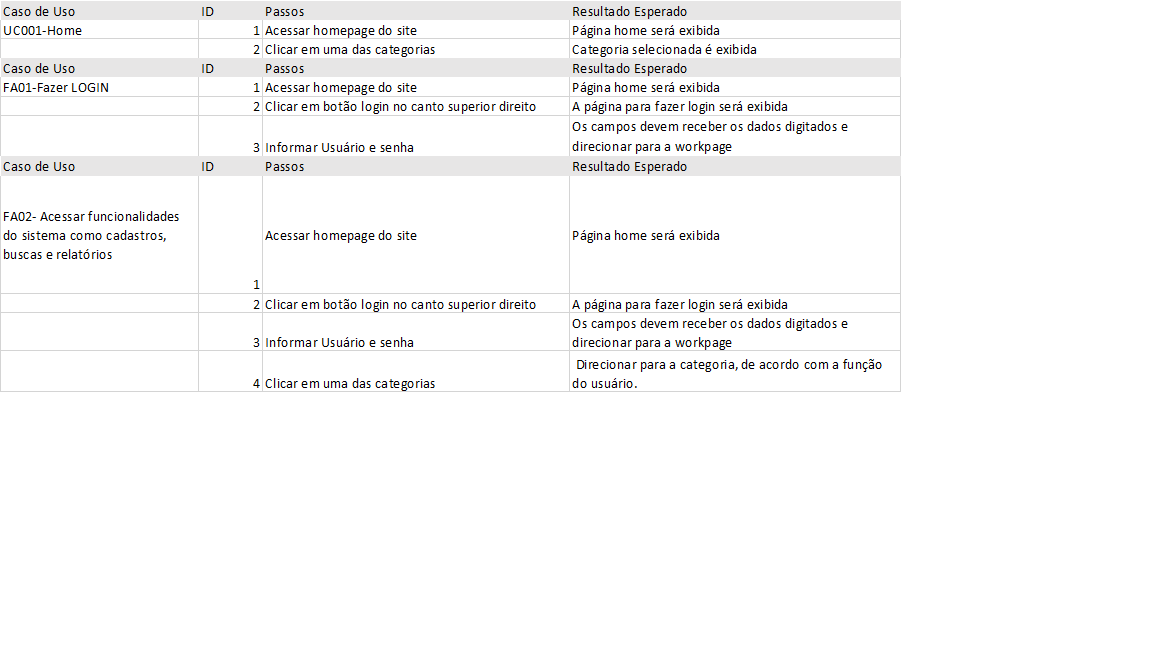 Caso de Uso ID Passos Resultado Esperado
UC001-Home 1 Acessar homepage do site Página home será exibida
2 Clicar em uma das categorias Categoria selecionada é exibida
Caso de Uso ID Passos Resultado Esperado
FA01-Fazer LOGIN 1 Acessar homepage do site Página home será exibida
2 Clicar em botão login no canto superior direito A página para fazer login será exibida
Os campos devem receber os dados digitados e
3 Informar Usuário e senha direcionar para a workpage
Caso de Uso ID Passos Resultado Esperado
FA02- Acessar funcionalidades
do sistema como cadastros, Acessar homepage do site Página home será exibida
buscas e relatórios
1
2 Clicar em botão login no canto superior direito A página para fazer login será exibida
Os campos devem receber os dados digitados e
3 Informar Usuário e senha direcionar para a workpage
Direcionar para a categoria, de acordo com a função
4 Clicar em uma das categorias do usuário.